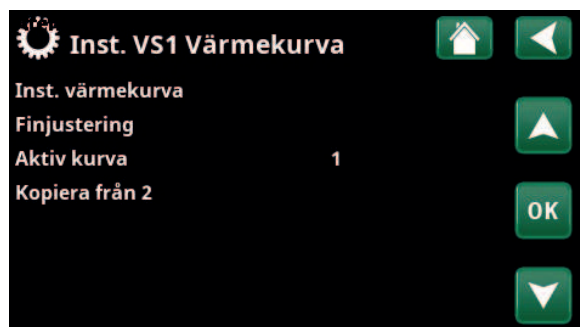 Inst. VS1 Värmekurva
Inst. värmekurva
Finjustering
Aktiv kurva 1
Kopiera från 2
OK